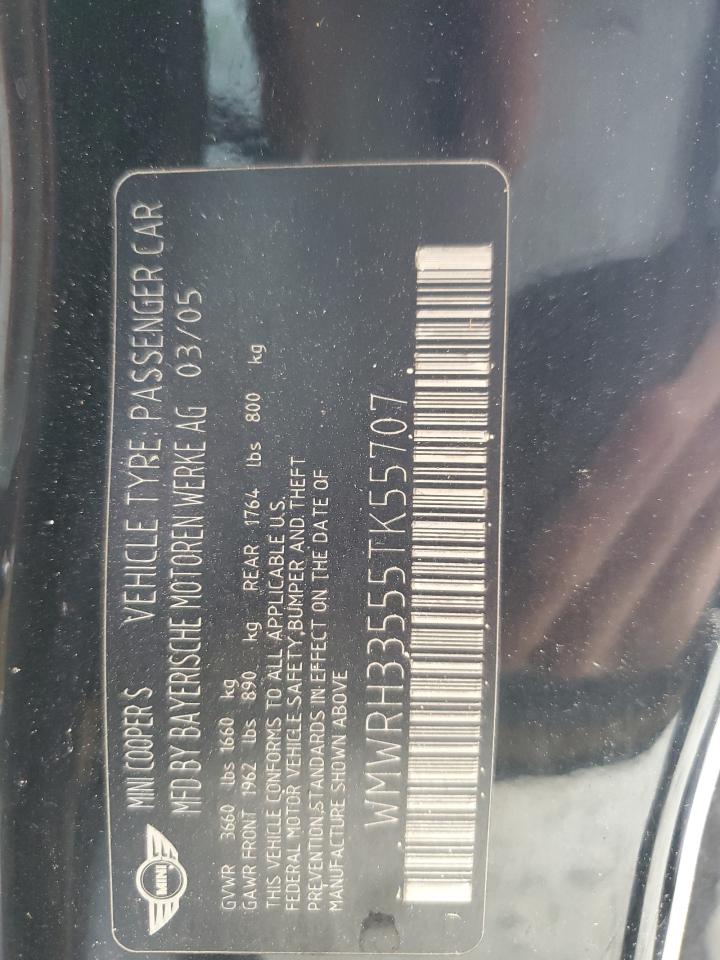 MINI
MINI COOPER S VEHICLE TYPE PASSENGER CAR
MFD BY BAYERISCHE MOTOREN WERKE AG 03/05
GVWR 3660 lbs 1660 kg
GAWR FRONT 1962 lbs 890 kg REAR 1764 lbs 800 kg
THIS VEHICLE CONFORMS TO ALL APPLICABLE U.S.
FEDERAL MOTOR VEHICLE SAFETY,BUMPER AND THEFT
PREVENTION STANDARDS IN EFFECT ON THE DATE OF
MANUFACTURE SHOWN ABOVE
WMWRH33555TK55707